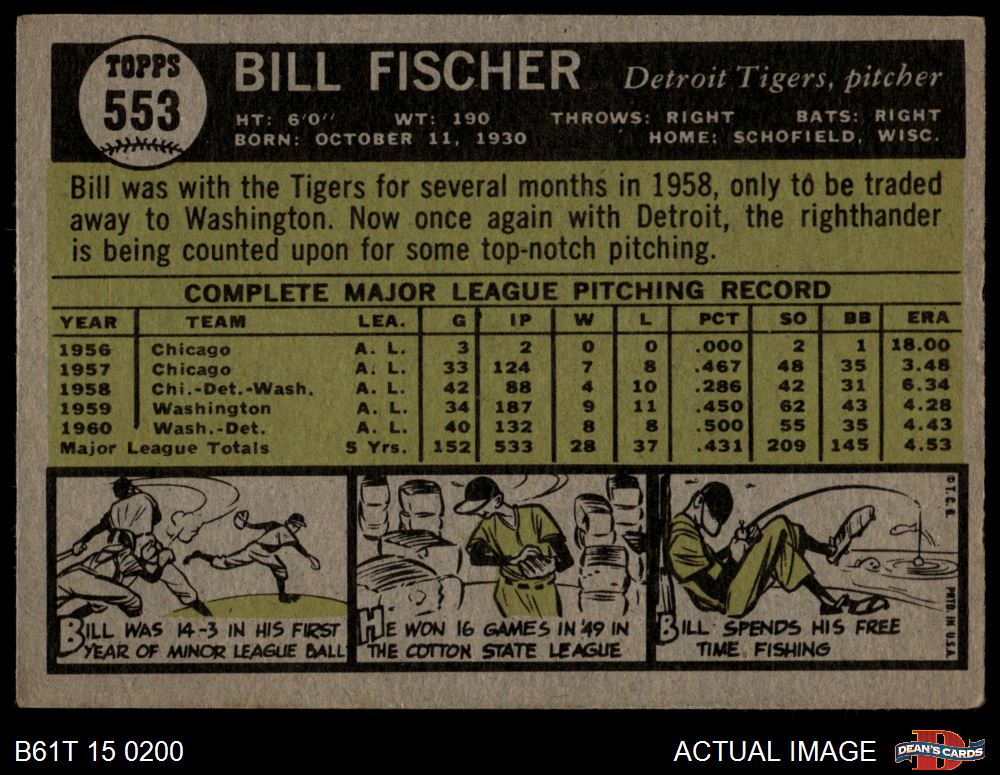 TOPPS
553
BILL FISCHER Detroit Tigers, pitcher
HT: 6'0'' WT: 190 THROWS: RIGHT BATS: RIGHT
BORN: OCTOBER 11, 1930 HOME: SCHOFIELD, WISC.
Bill was with the Tigers for several months in 1958, only to be traded
away to Washington. Now once again with Detroit, the righthander
is being counted upon for some top-notch pitching.
COMPLETE MAJOR LEAGUE PITCHING RECORD
YEAR TEAM LEA. G IP W L PCT SO BB ERA
1956 Chicago A. L. 3 2 0 0 .000 2 1 18.00
1957 Chicago A. L. 33 124 7 8 .467 48 35 3.48
1958 Chi.-Det.-Wash. A. L. 42 88 4 10 .286 42 31 6.34
1959 Washington A. L. 34 187 9 11 .450 62 43 4.28
1960 Wash.-Det. A. L. 40 132 8 8 .500 55 35 4.43
Major League Totals 5 Yrs. 152 533 28 37 .431 209 145 4.53
BILL WAS 14-3 IN HIS FIRST
YEAR OF MINOR LEAGUE BALL
HE WON 16 GAMES IN '49 IN
THE COTTON STATE LEAGUE
BILL SPENDS HIS FREE
TIME FISHING
© T. C. G.
PRTD. IN U.S.A.
B61T 15 0200
ACTUAL IMAGE
D
DEAN'S CARDS